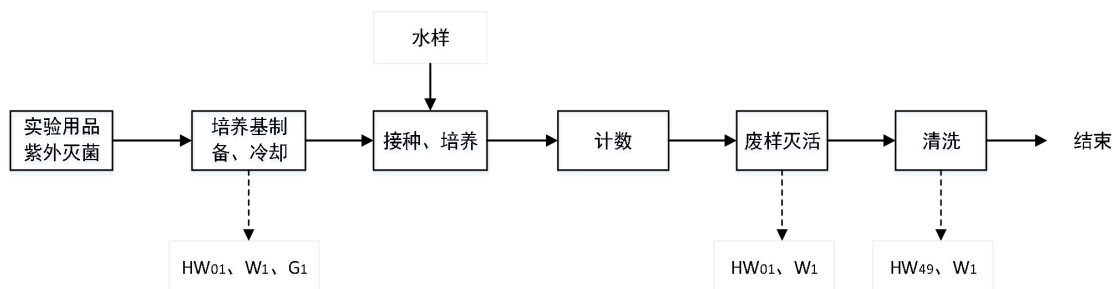 水样
实验用品
紫外灭菌
培养基制
备、冷却
接种、培养
计数
废样灭活
清洗
结束
HW01、W1、G1
HW01、W1
HW49、W1